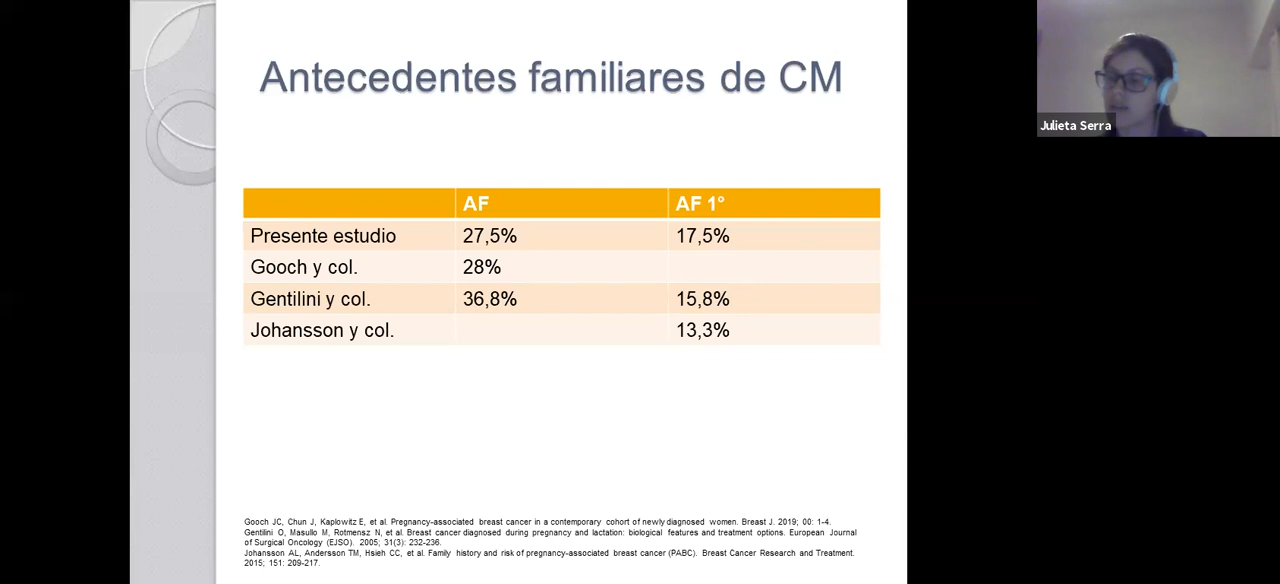 Antecedentes familiares de CM
AF AF 1°
Presente estudio 27,5% 17,5%
Gooch y col. 28%
Gentilini y col. 36,8% 15,8%
Johansson y col. 13,3%
Gooch JC, Chun J, Kaplowitz E, et al. Pregnancy-associated breast cancer in a contemporary cohort of newly diagnosed women. Breast J. 2019; 00: 1-4.
Gentilini O, Masullo M, Rotmensz N, et al. Breast cancer diagnosed during pregnancy and lactation: biological features and treatment options. European Journal
of Surgical Oncology (EJSO). 2005; 31(3): 232-236.
Johansson AL, Andersson TM, Hsieh CC, et al. Family history and risk of pregnancy-associated breast cancer (PABC). Breast Cancer Research and Treatment.
2015; 151: 209-217.
Julieta Serra